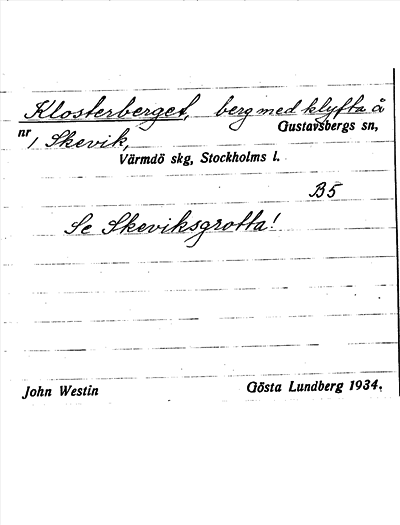 Klosterberget, berg med klyfta å
Gustavsbergs sn,
nr 1 Skevik,
Värmdö skg, Stockholms l.
B5
Se Skeviksgrotta!
John Westin Gösta Lundberg 1934.